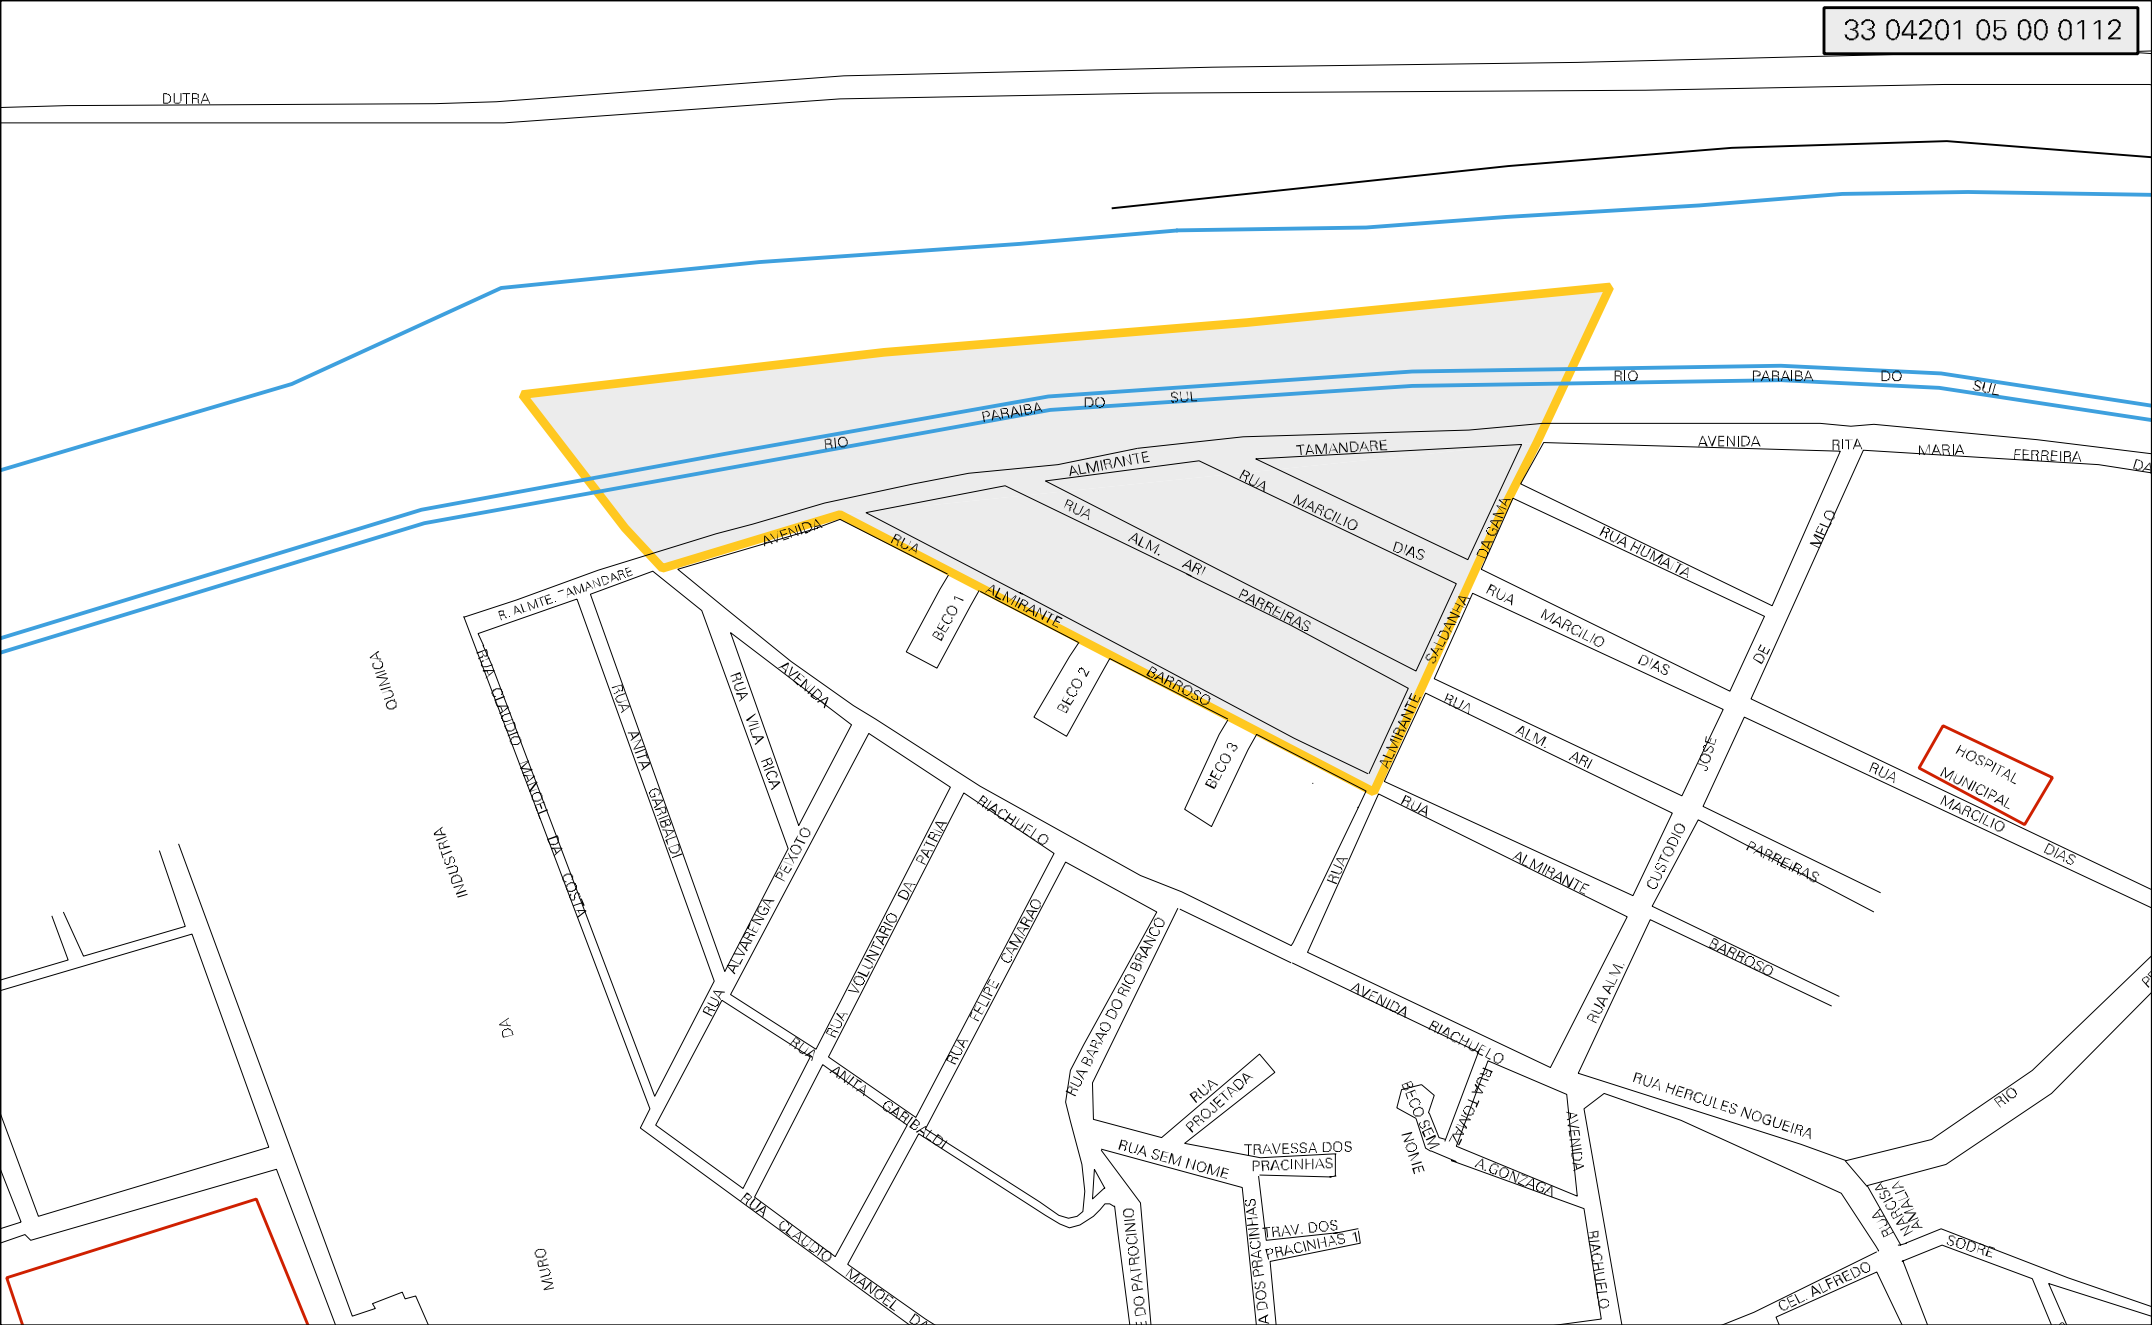 33 04201 05 00 0112
DUTRA
RIO PARAIBA DO SUL
RIO PARAIBA DO SUL
AVENIDA ALMIRANTE TAMANDARE
AVENIDA RITA MARIA FERREIRA DA
RUA MARCILIO DIAS
RUA ALM. ARI PARREIRAS
RUA ALMIRANTE BARROSO
RUA ALMIRANTE SALDANHA DA GAMA
RUA HUMAITA
RUA ALM. JOSE CUSTODIO DE MELO
RUA MARCILIO DIAS
RUA ALM. ARI PARREIRAS
RUA ALMIRANTE BARROSO
HOSPITAL
MUNICIPAL
RUA MARCILIO DIAS
R. ALMTE. TAMANDARE
BECO 1
BECO 2
BECO 3
QUIMICA
INDUSTRIA
DA
MURO
RUA CLAUDIO MANOEL DA COSTA
RUA ANITA GARIBALDI
RUA VILA RICA
AVENIDA RIACHUELO
RUA ALVARENGA PEIXOTO
RUA VOLUNTARIO DA PATRIA
RUA FELIPE CAMARAO
RUA BARAO DO RIO BRANCO
RUA ANITA GARIBALDI
RUA CLAUDIO MANOEL DA
AVENIDA RIACHUELO
RUA
PROJETADA
RUA SEM NOME
TRAVESSA DOS
PRACINHAS
TRAV. DOS
PRACINHAS 1
A DOS PRACINHAS
E DO PATROCINIO
BECO SEM
NOME
A.GONZAGA
AVENIDA RIACHUELO
RUA HERCULES NOGUEIRA
RIO
RUA NARCISA
AMALIA
CEL. ALFREDO SODRE